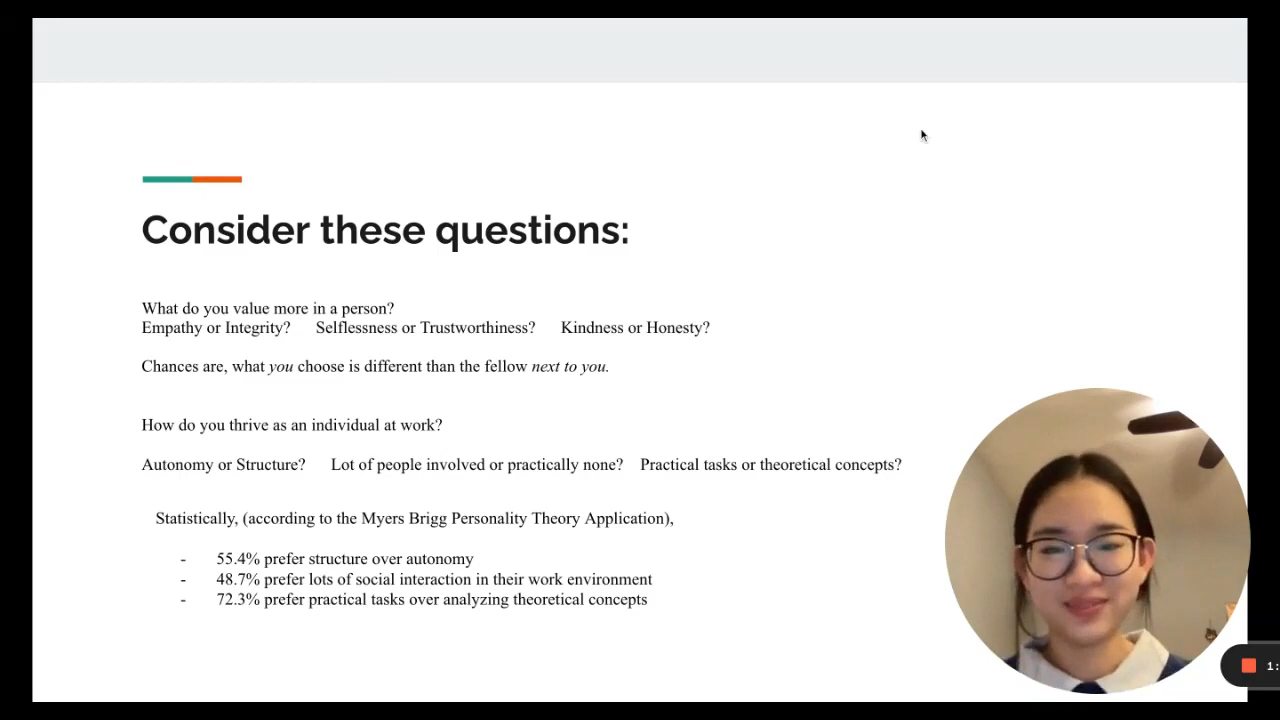 Consider these questions:
What do you value more in a person?
Empathy or Integrity? Selflessness or Trustworthiness? Kindness or Honesty?
Chances are, what you choose is different than the fellow next to you.
How do you thrive as an individual at work?
Autonomy or Structure? Lot of people involved or practically none? Practical tasks or theoretical concepts?
Statistically, (according to the Myers Brigg Personality Theory Application),
- 55.4% prefer structure over autonomy
- 48.7% prefer lots of social interaction in their work environment
- 72.3% prefer practical tasks over analyzing theoretical concepts
1: